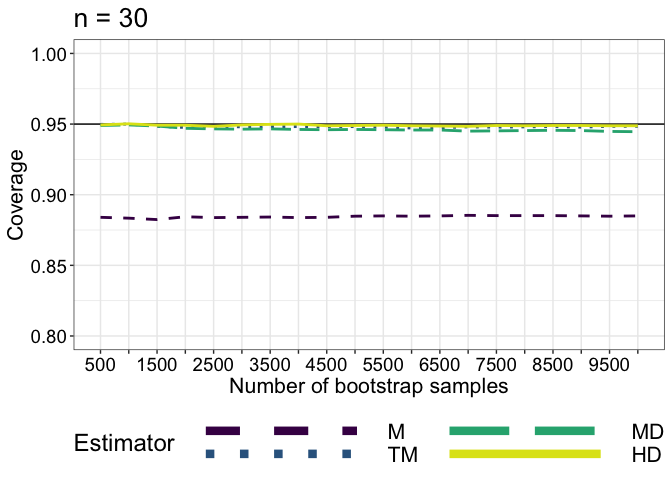 n = 30
1.00
0.95
0.90
0.85
0.80
Coverage
500 1500 2500 3500 4500 5500 6500 7500 8500 9500
Number of bootstrap samples
Estimator
M
MD
TM
HD